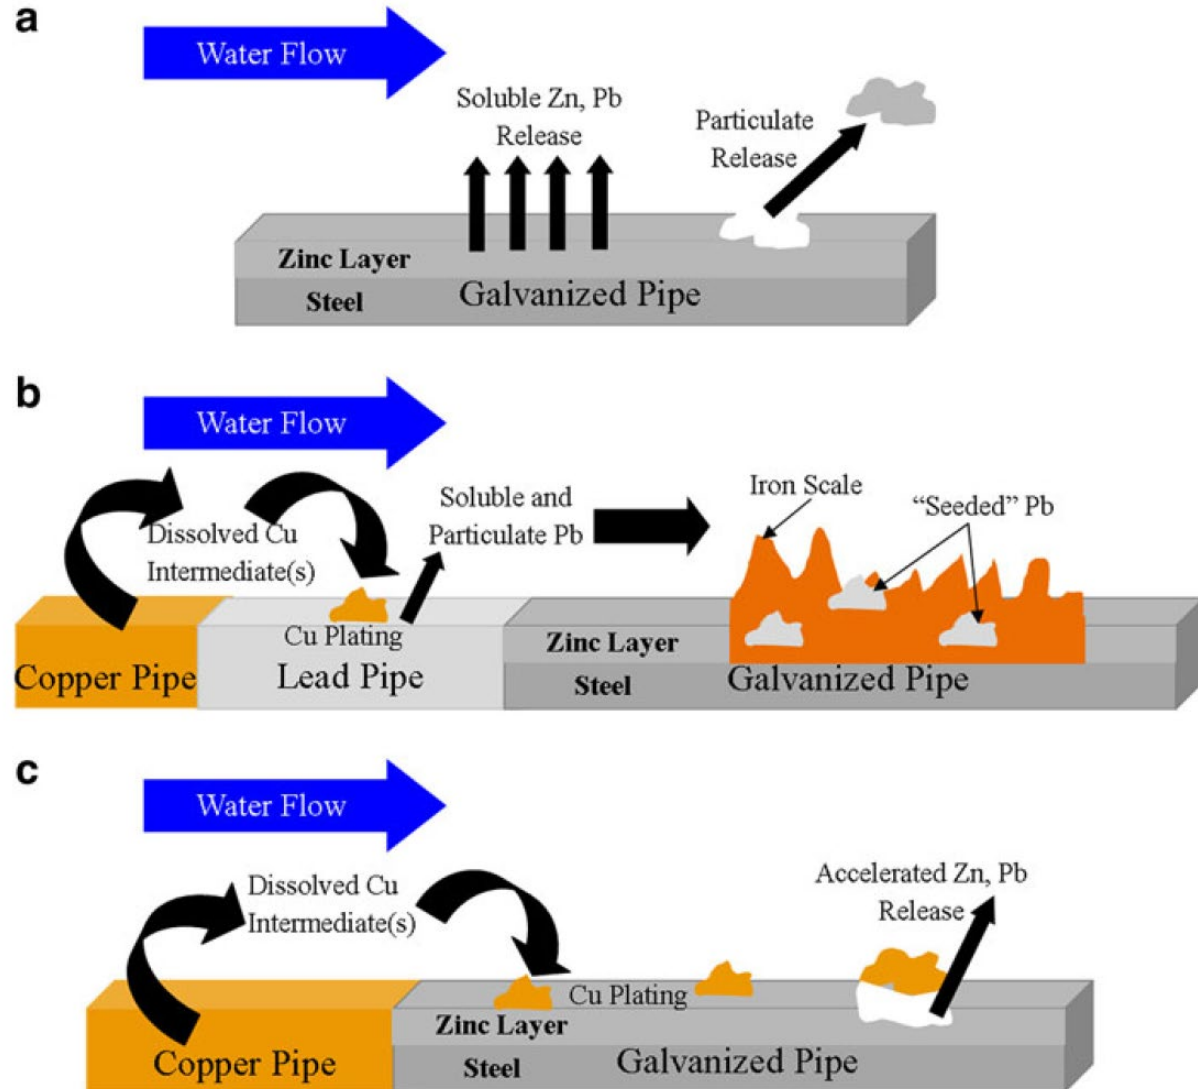 a
Water Flow
Soluble Zn, Pb
Release
Particulate
Release
Zinc Layer
Steel
Galvanized Pipe
b
Water Flow
Dissolved Cu
Intermediate(s)
Soluble and
Particulate Pb
Iron Scale
“Seeded” Pb
Cu Plating
Copper Pipe
Lead Pipe
Zinc Layer
Steel
Galvanized Pipe
c
Water Flow
Dissolved Cu
Intermediate(s)
Accelerated Zn, Pb
Release
Cu Plating
Zinc Layer
Copper Pipe
Steel
Galvanized Pipe